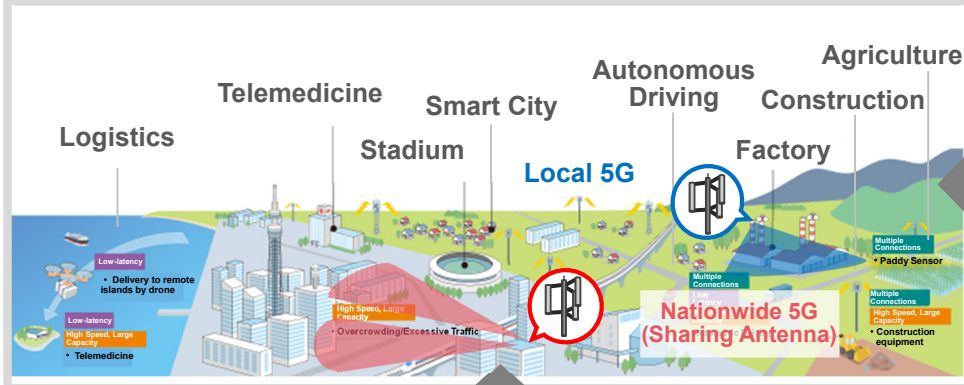 Logistics
Telemedicine
Stadium
Smart City
Local 5G
Autonomous
Driving
Factory
Construction
Agriculture
Low-latency
• Delivery to remote
islands by drone
Low-latency
High Speed, Large
Capacity
• Telemedicine
High Speed, Large
Capacity
• Overcrowding/Excessive Traffic
Multiple
Connections
Low
Nationwide 5G
(Sharing Antenna)
Multiple
Connections
• Paddy Sensor
Multiple
Connections
High Speed, Large
Capacity
• Construction
equipment